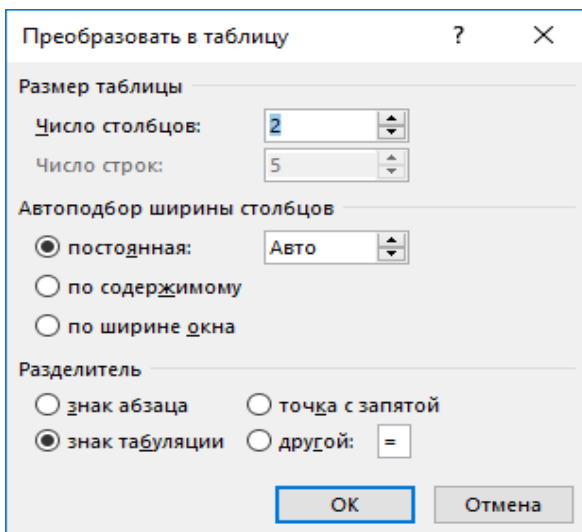 Преобразовать в таблицу ? ×
Размер таблицы
Число столбцов: 2
Число строк: 5
Автоподбор ширины столбцов
постоянная: Авто
по содержимому
по ширине окна
Разделитель
знак абзаца точка с запятой
знак табуляции другой: =
ОК Отмена